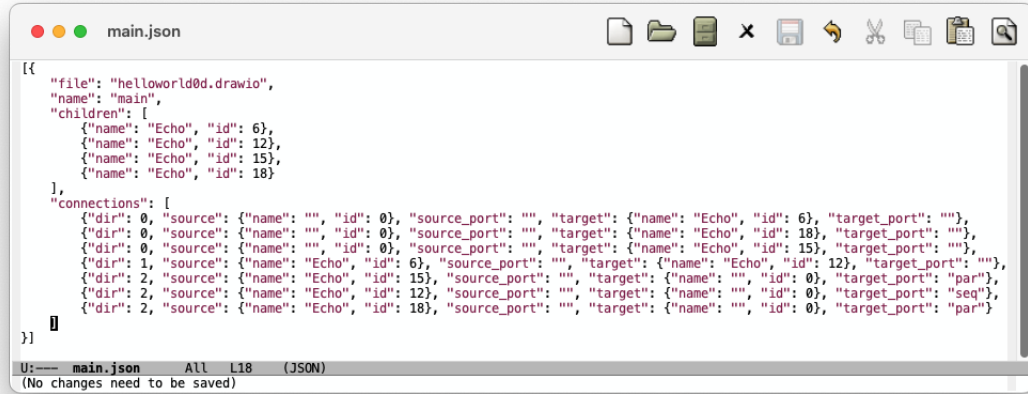 main.json
[{
    "file": "helloworld0d.drawio",
    "name": "main",
    "children": [
        {"name": "Echo", "id": 6},
        {"name": "Echo", "id": 12},
        {"name": "Echo", "id": 15},
        {"name": "Echo", "id": 18}
    ],
    "connections": [
        {"dir": 0, "source": {"name": "", "id": 0}, "source_port": "", "target": {"name": "Echo", "id": 6}, "target_port": ""},
        {"dir": 0, "source": {"name": "", "id": 0}, "source_port": "", "target": {"name": "Echo", "id": 18}, "target_port": ""},
        {"dir": 0, "source": {"name": "", "id": 0}, "source_port": "", "target": {"name": "Echo", "id": 15}, "target_port": ""},
        {"dir": 1, "source": {"name": "Echo", "id": 6}, "source_port": "", "target": {"name": "Echo", "id": 12}, "target_port": ""},
        {"dir": 2, "source": {"name": "Echo", "id": 15}, "source_port": "", "target": {"name": "", "id": 0}, "target_port": "par"},
        {"dir": 2, "source": {"name": "Echo", "id": 12}, "source_port": "", "target": {"name": "", "id": 0}, "target_port": "seq"},
        {"dir": 2, "source": {"name": "Echo", "id": 18}, "source_port": "", "target": {"name": "", "id": 0}, "target_port": "par"}
    ]
}]
U:--- main.json All L18 (JSON)
(No changes need to be saved)